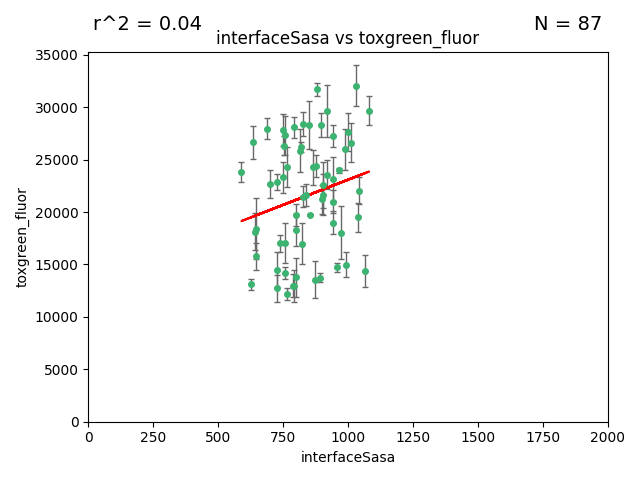 r^2 = 0.04
N = 87
interfaceSasa vs toxgreen_fluor
35000
30000
25000
20000
15000
10000
5000
0
toxgreen_fluor
0 250 500 750 1000 1250 1500 1750 2000
interfaceSasa